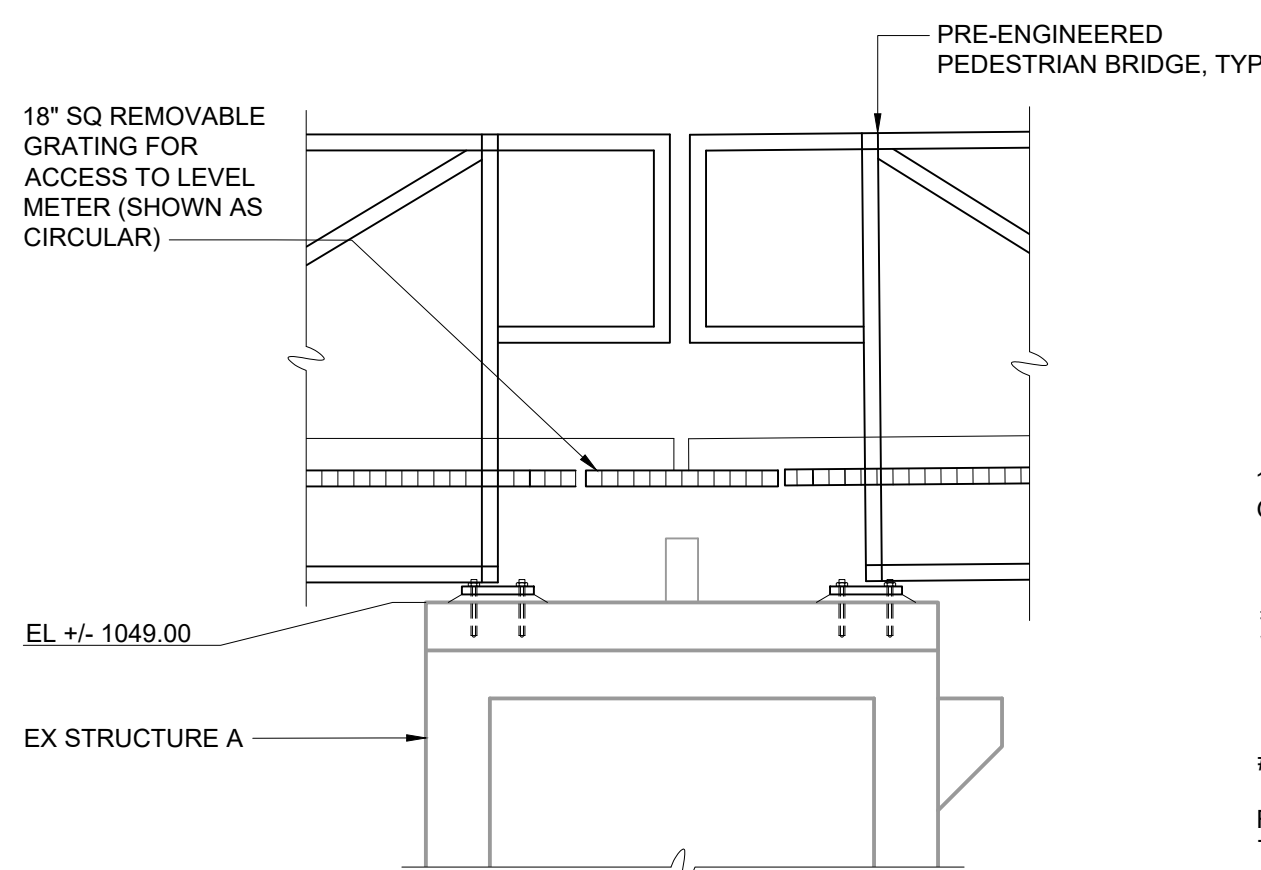 PRE-ENGINEERED
PEDESTRIAN BRIDGE, TYP
18" SQ REMOVABLE
GRATING FOR
ACCESS TO LEVEL
METER (SHOWN AS
CIRCULAR)
EL +/- 1049.00
EX STRUCTURE A